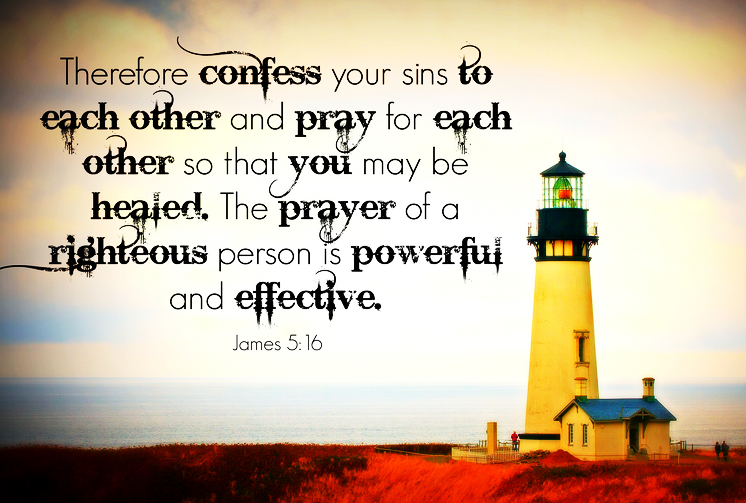 Therefore confess your sins to
each other and pray for each
other so that you may be
healed. The prayer of a
righteous person is powerful
and effective.
James 5:16